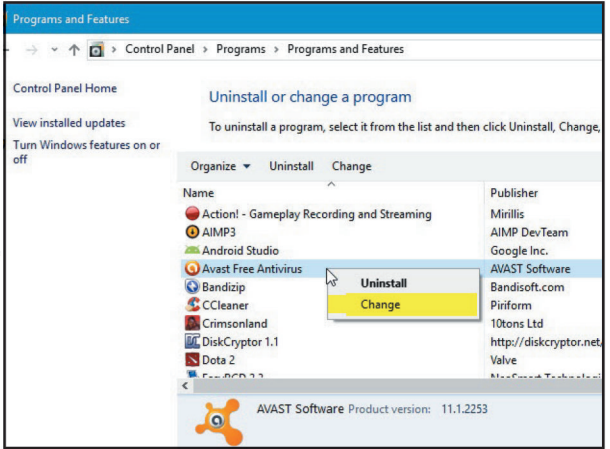 Programs and Features
Control Panel > Programs > Programs and Features
Control Panel Home
View installed updates
Turn Windows features on or
off
Uninstall or change a program
To uninstall a program, select it from the list and then click Uninstall, Change,
Organize Uninstall Change
Name Publisher
Action! - Gameplay Recording and Streaming Mirillis
AIMP3 AIMP DevTeam
Android Studio Google Inc.
Avast Free Antivirus AVAST Software
Uninstall
Change
Bandizip Bandisoft.com
CCleaner Piriform
Crimsonland 10tons Ltd
DiskCryptor 1.1 http://diskcryptor.net/
Dota 2 Valve
AVAST Software Product version: 11.1.2253